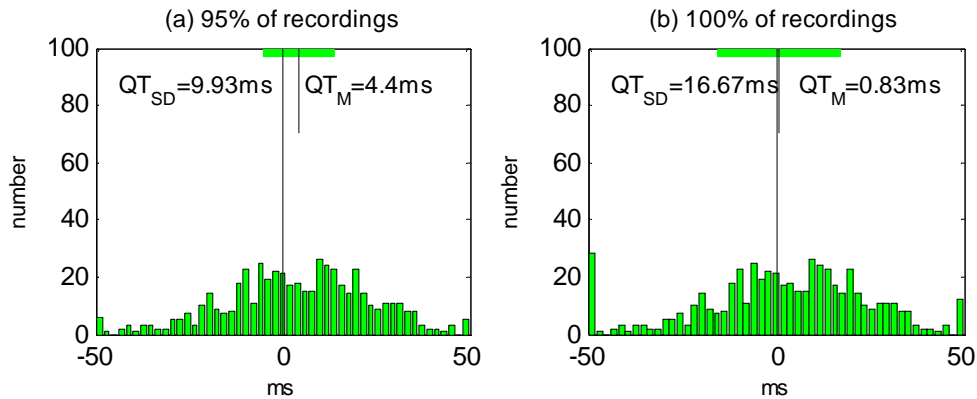 (a) 95% of recordings
100
80
60
40
20
0
number
QT_SD=9.93ms
QT_M=4.4ms
-50
0
50
ms
(b) 100% of recordings
100
80
60
40
20
0
number
QT_SD=16.67ms
QT_M=0.83ms
-50
0
50
ms